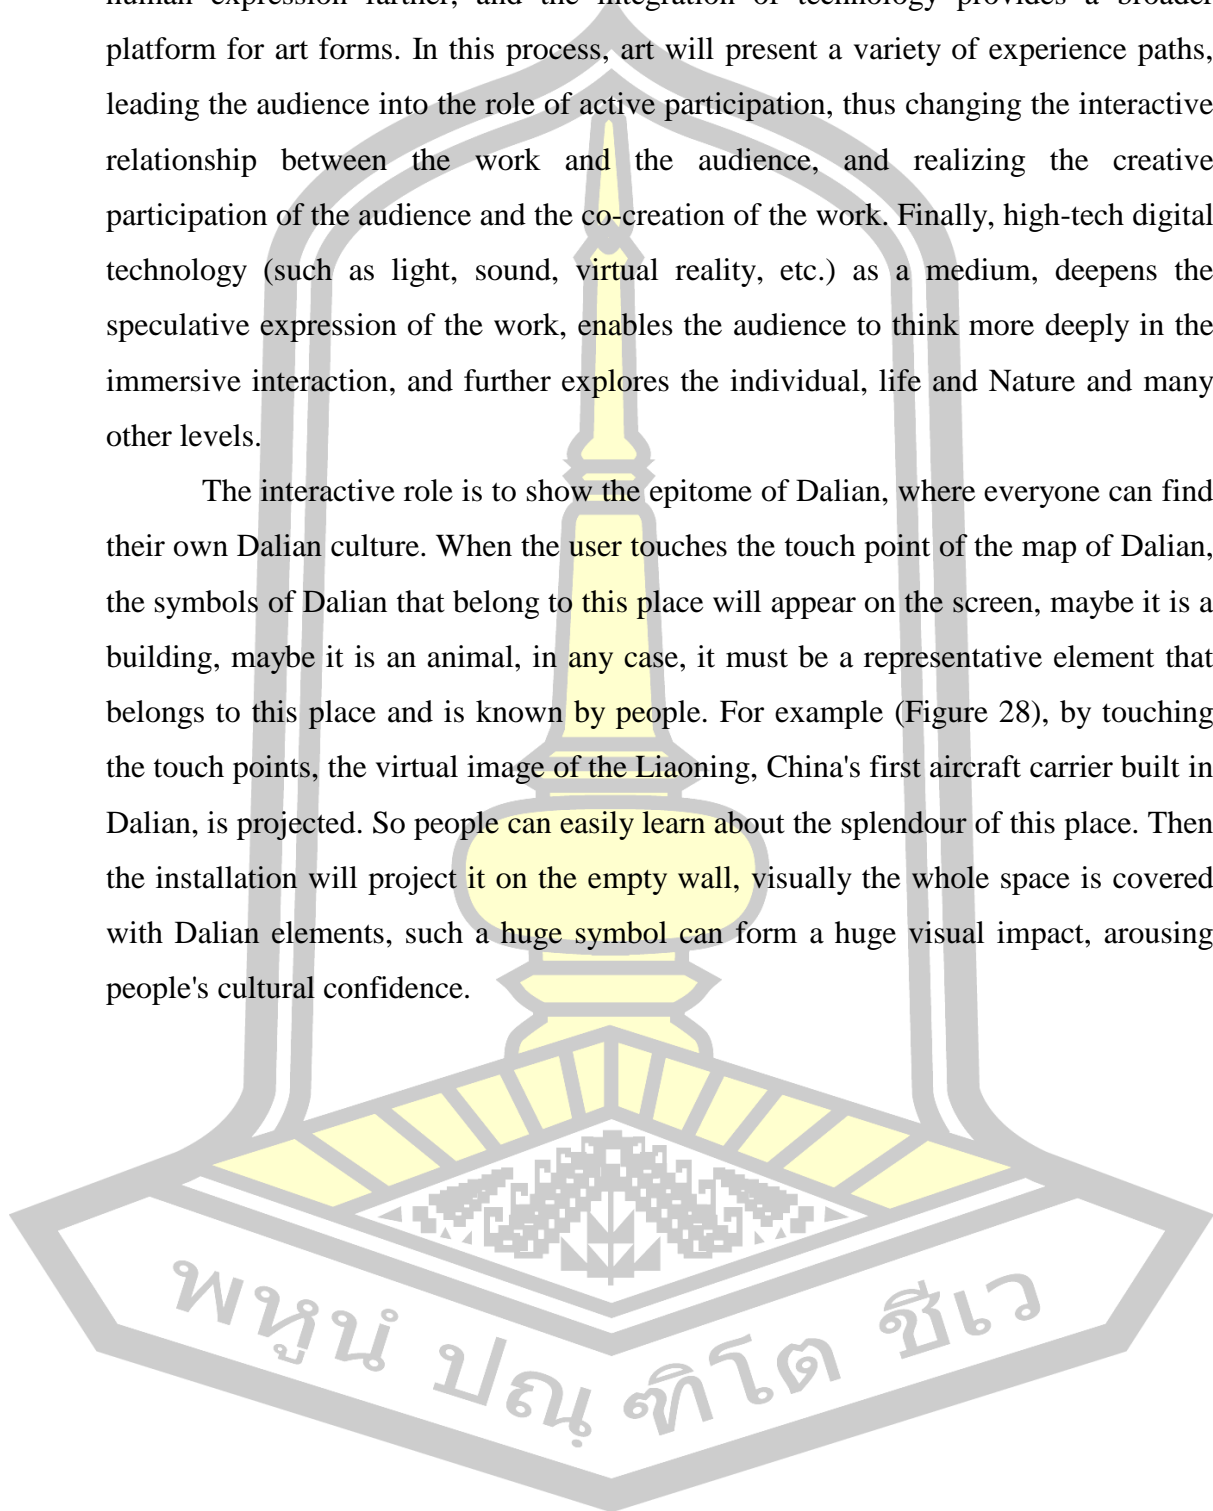 human expression further, and the integration of technology provides a broader
platform for art forms. In this process, art will present a variety of experience paths,
leading the audience into the role of active participation, thus changing the interactive
relationship between the work and the audience, and realizing the creative
participation of the audience and the co-creation of the work. Finally, high-tech digital
technology (such as light, sound, virtual reality, etc.) as a medium, deepens the
speculative expression of the work, enables the audience to think more deeply in the
immersive interaction, and further explores the individual, life and Nature and many
other levels.
The interactive role is to show the epitome of Dalian, where everyone can find
their own Dalian culture. When the user touches the touch point of the map of Dalian,
the symbols of Dalian that belong to this place will appear on the screen, maybe it is a
building, maybe it is an animal, in any case, it must be a representative element that
belongs to this place and is known by people. For example (Figure 28), by touching
the touch points, the virtual image of the Liaoning, China's first aircraft carrier built in
Dalian, is projected. So people can easily learn about the splendour of this place. Then
the installation will project it on the empty wall, visually the whole space is covered
with Dalian elements, such a huge symbol can form a huge visual impact, arousing
people's cultural confidence.
พหูนํ ปณฺฑิโต ชีเว